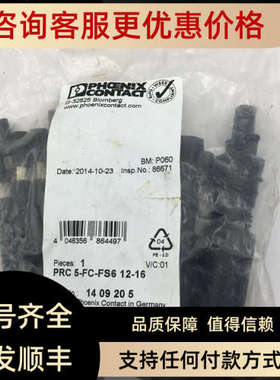 咨询客服更优惠价格
PHŒNIX
CONTACT
D-32825 Blomberg
phoenixcontact.com
BM: P060
Date: 2014-10-23
Insp.No.: 86671
4 046356 864497
04
PE-LD
Pieces: 1
V/C:01
PRC 5-FC-FS6 12-16
14 09 20 5
Phoenix Contact in Germany
号齐全
品质保障 值得信赖
发顺丰
支持任何付款方式